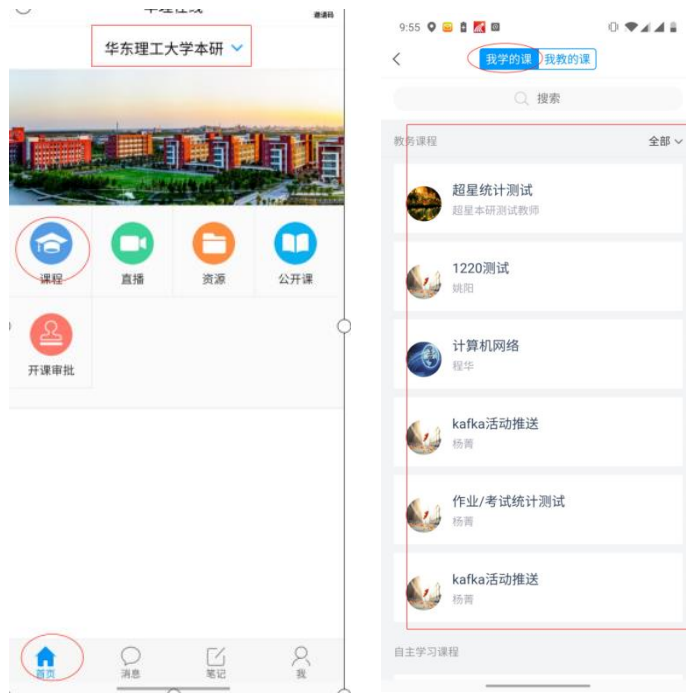 邀请码
华东理工大学本研
课程
直播
资源
公开课
开课审批
首页
消息
笔记
我
9:55
我学的课
我教的课
搜索
教务课程
全部
超星统计测试
超星本研测试教师
1220测试
姚阳
计算机网络
程华
kafka活动推送
杨菁
作业/考试统计测试
杨菁
kafka活动推送
杨菁
自主学习课程